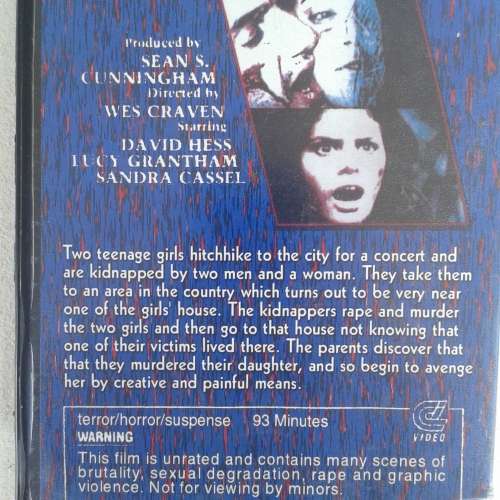 Produced by
SEAN S.
CUNNINGHAM
Directed by
WES CRAVEN
Starring
DAVID HESS
LUCY GRANTHAM
SANDRA CASSEL
Two teenage girls hitchhike to the city for a concert and
are kidnapped by two men and a woman. They take them
to an area in the country which turns out to be very near
one of the girls' house. The kidnappers rape and murder
the two girls and then go to that house not knowing that
one of their victims lived there. The parents discover that
that they murdered their daughter, and so begin to avenge
her by creative and painful means.
terror/horror/suspense 93 Minutes
WARNING
This film is unrated and contains many scenes of
brutality, sexual degradation, rape and graphic
violence. Not for viewing by minors.
VIDEO